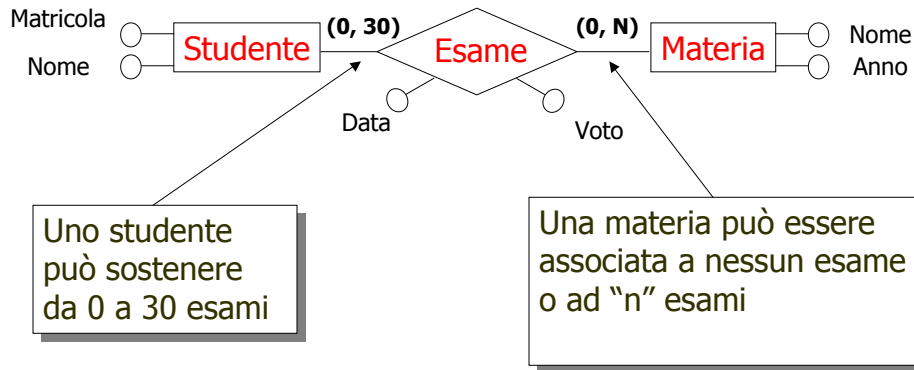 Matricola
Nome
Studente
(0, 30)
Esame
(0, N)
Materia
Nome
Anno
Data
Voto
Uno studente
può sostenere
da 0 a 30 esami
Una materia può essere
associata a nessun esame
o ad “n” esami